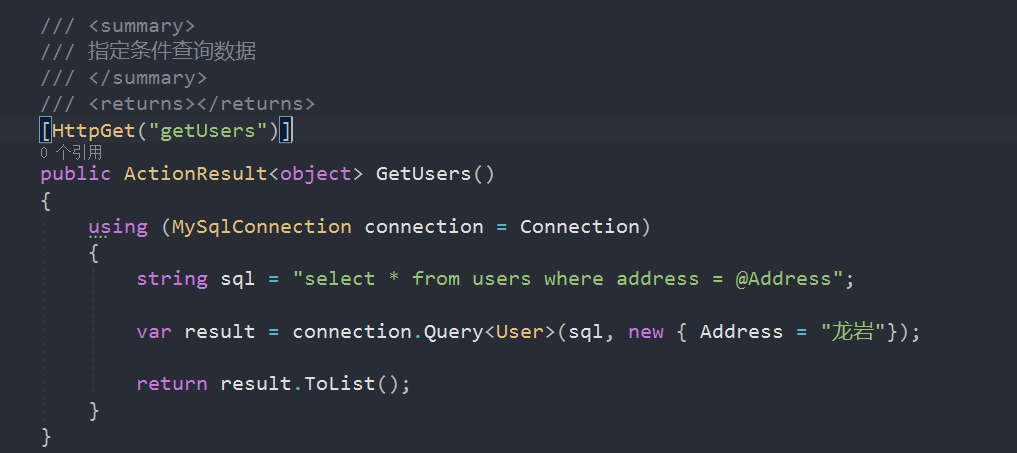 /// <summary>
/// 指定条件查询数据
/// </summary>
/// <returns></returns>
[HttpGet("getUsers")]
0 个引用
public ActionResult<object> GetUsers()
{
using (MySqlConnection connection = Connection)
{
string sql = "select * from users where address = @Address";
var result = connection.Query<User>(sql, new { Address = "龙岩"});
return result.ToList();
}
}